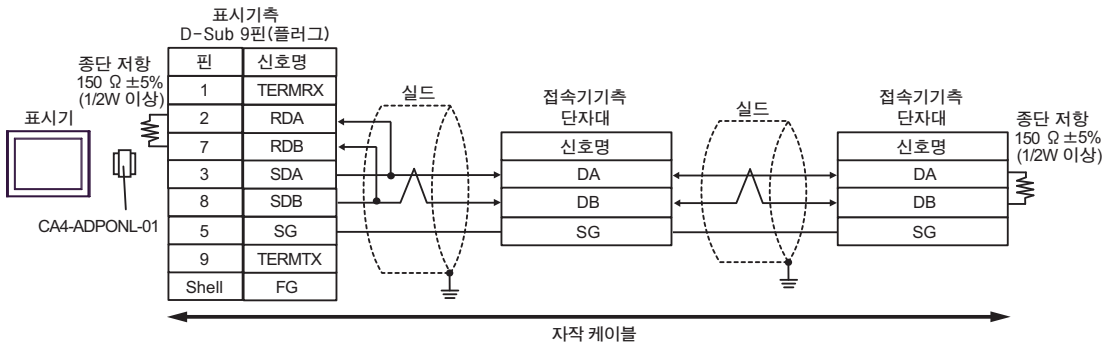 표시기측
D-Sub 9핀(플러그)
종단 저항
150 Ω ±5%
(1/2W 이상)
표시기
CA4-ADPONL-01
핀 신호명
1 TERMRX
2 RDA
7 RDB
3 SDA
8 SDB
5 SG
9 TERMTX
Shell FG
실드
접속기기측
단자대
신호명
DA
DB
SG
실드
접속기기측
단자대
신호명
DA
DB
SG
종단 저항
150 Ω ±5%
(1/2W 이상)
자작 케이블